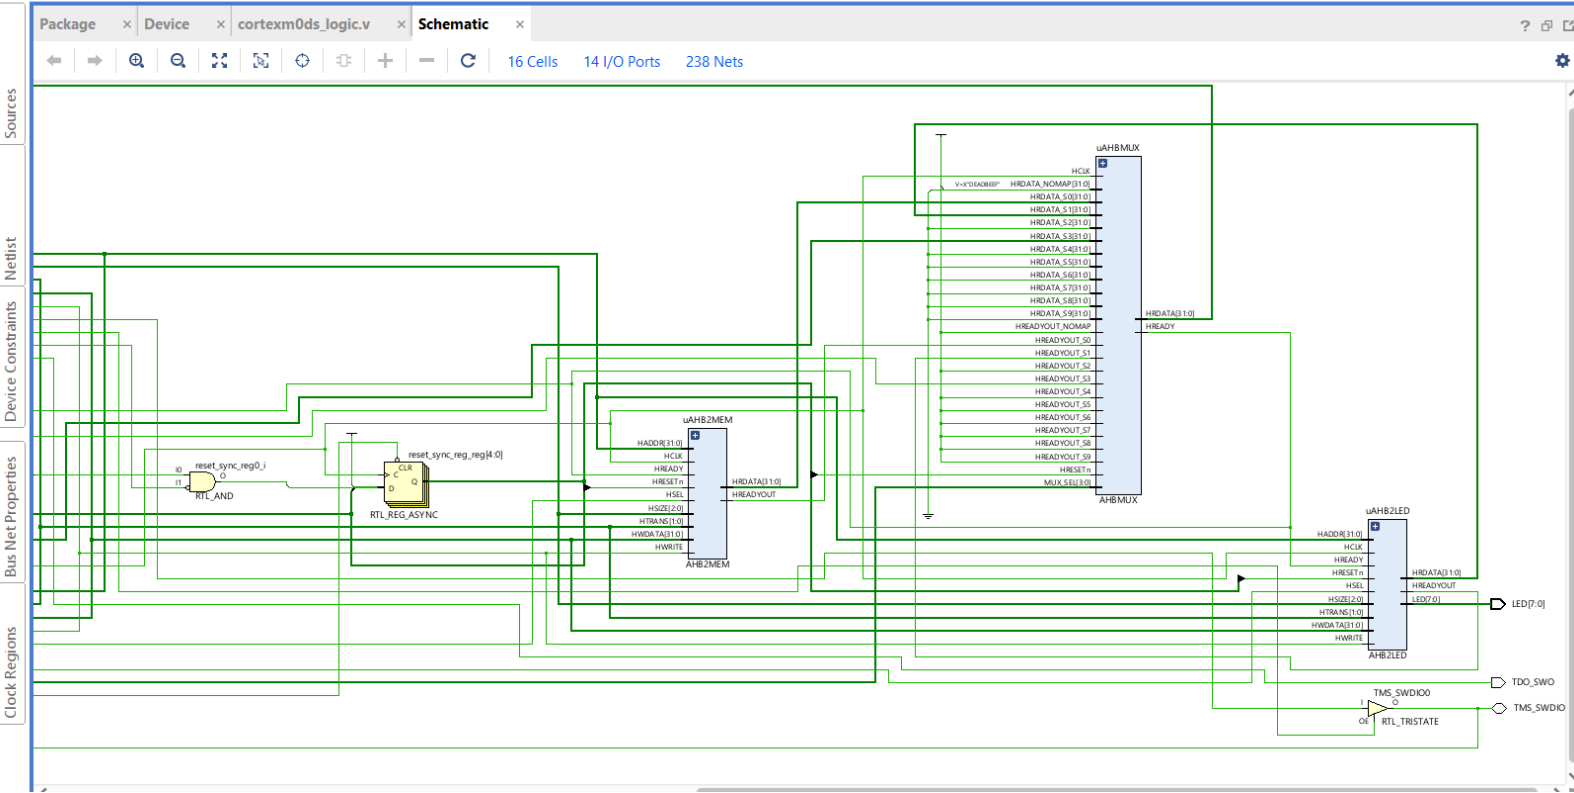 Package × Device × cortexm0ds_logic.v × Schematic ×
?
16 Cells 14 I/O Ports 238 Nets
Sources
Netlist
Device Constraints
Bus Net Properties
Clock Regions
uAHBMUX
HCLK
V=X"DEADBEEF" HRDATA_NOMAP[31:0]
HRDATA_S0[31:0]
HRDATA_S1[31:0]
HRDATA_S2[31:0]
HRDATA_S3[31:0]
HRDATA_S4[31:0]
HRDATA_S5[31:0]
HRDATA_S6[31:0]
HRDATA_S7[31:0]
HRDATA_S8[31:0]
HRDATA_S9[31:0]
HREADYOUT_NOMAP
HREADYOUT_S0
HREADYOUT_S1
HREADYOUT_S2
HREADYOUT_S3
HREADYOUT_S4
HREADYOUT_S5
HREADYOUT_S6
HREADYOUT_S7
HREADYOUT_S8
HREADYOUT_S9
HRESETn
MUX_SEL[3:0]
HRDATA[31:0]
HREADY
AHBMUX
reset_sync_reg0_i
I0
I1
O
RTL_AND
reset_sync_reg_reg[4:0]
CLR
C
D
Q
RTL_REG_ASYNC
uAHB2MEM
HADDR[31:0]
HCLK
HREADY
HRESETn
HSEL
HSIZE[2:0]
HTRANS[1:0]
HWDATA[31:0]
HWRITE
HRDATA[31:0]
HREADYOUT
AHB2MEM
uAHB2LED
HADDR[31:0]
HCLK
HREADY
HRESETn
HSEL
HSIZE[2:0]
HTRANS[1:0]
HWDATA[31:0]
HWRITE
HRDATA[31:0]
HREADYOUT
LED[7:0]
AHB2LED
LED[7:0]
TDO_SWO
TMS_SWDIO0
I
O
OE
RTL_TRISTATE
TMS_SWDIO